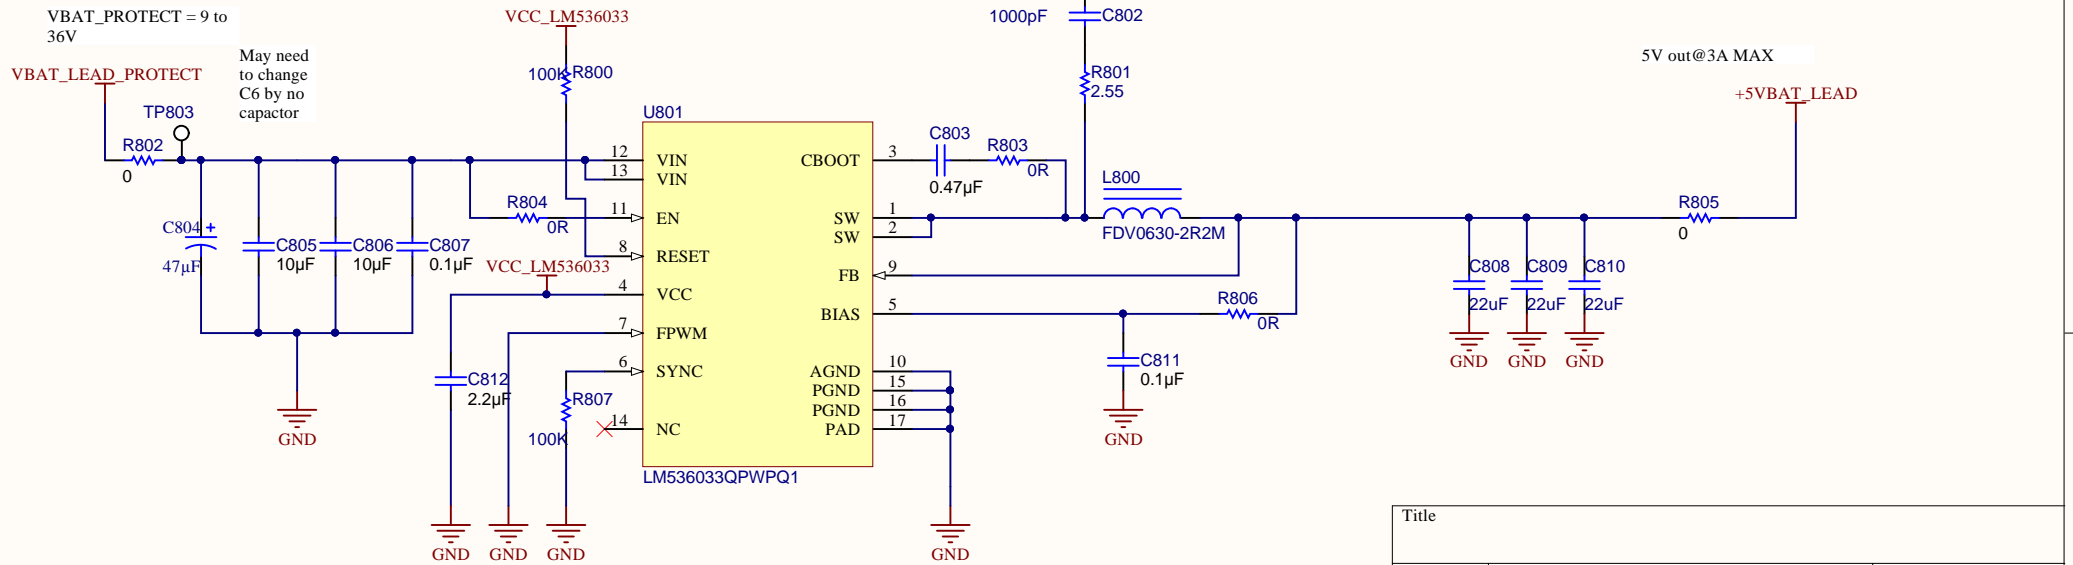 VBAT_PROTECT = 9 to
36V
VCC_LM536033
1000pF
C802
May need
to change
C6 by no
capactor
5V out@3A MAX
VBAT_LEAD_PROTECT
100K
R800
R801
2.55
+5VBAT_LEAD
TP803
U801
R802
0
12
VIN
13
VIN
CBOOT
3
C803
0.47µF
R803
0R
L800
FDV0630-2R2M
R804
0R
11
EN
SW
1
SW
2
R805
0
C804
+
47µF
C805
10µF
C806
10µF
C807
0.1µF
8
RESET
FB
9
C808
22uF
C809
22uF
C810
22uF
VCC_LM536033
4
VCC
BIAS
5
R806
0R
7
FPWM
C811
0.1µF
GND
GND
GND
6
SYNC
AGND
10
PGND
15
PGND
16
PAD
17
C812
2.2µF
R807
100K
14
NC
GND
GND
LM536033QPWPQ1
GND
GND
GND
GND
Title